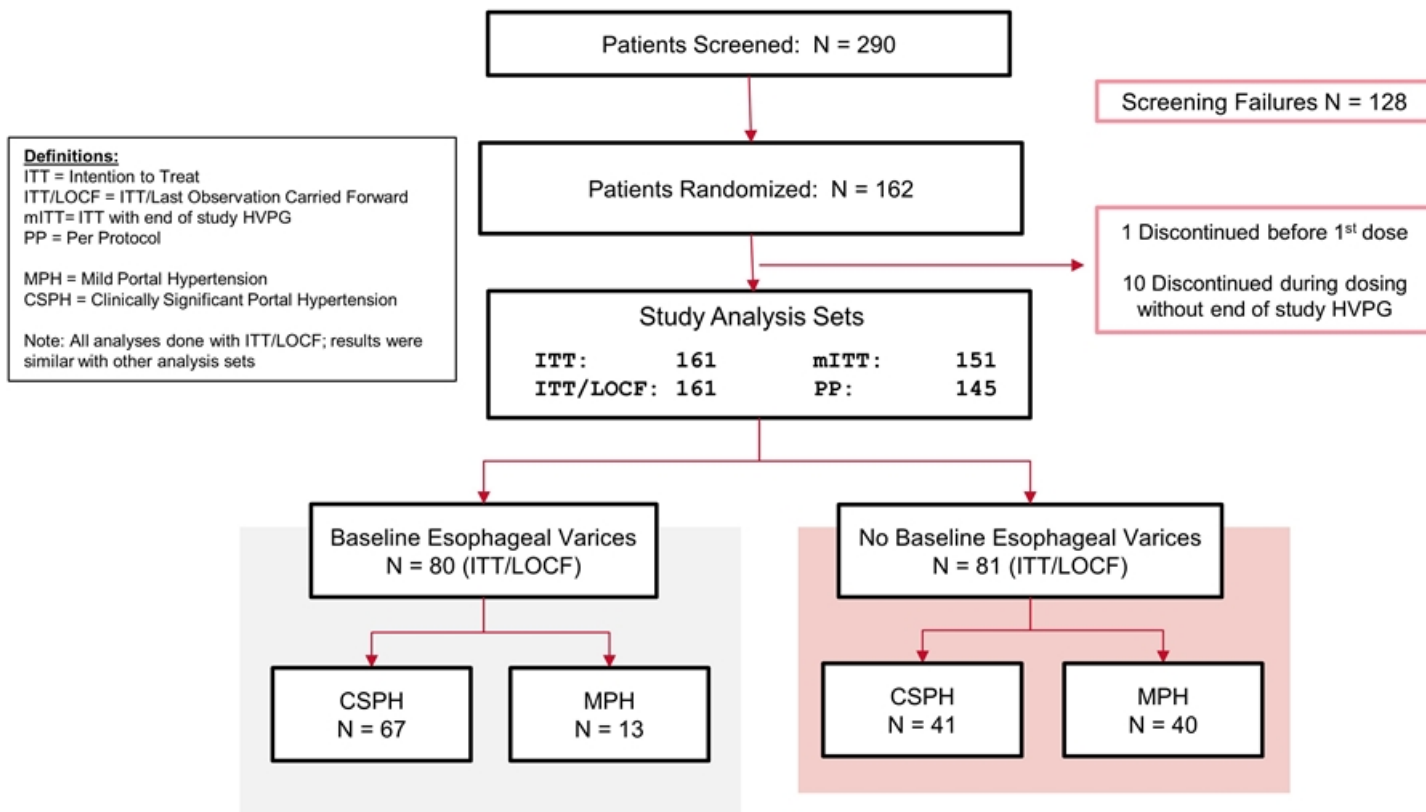 Patients Screened:  N = 290
Screening Failures N = 128
Definitions:
ITT = Intention to Treat
ITT/LOCF = ITT/Last Observation Carried Forward
mITT= ITT with end of study HVPG
PP = Per Protocol
MPH = Mild Portal Hypertension
CSPH = Clinically Significant Portal Hypertension
Note: All analyses done with ITT/LOCF; results were
similar with other analysis sets
Patients Randomized:  N = 162
1 Discontinued before 1st dose
10 Discontinued during dosing
without end of study HVPG
Study Analysis Sets
ITT: 161 mITT: 151
ITT/LOCF: 161 PP: 145
Baseline Esophageal Varices
N = 80 (ITT/LOCF)
No Baseline Esophageal Varices
N = 81 (ITT/LOCF)
CSPH
N = 67
MPH
N = 13
CSPH
N = 41
MPH
N = 40